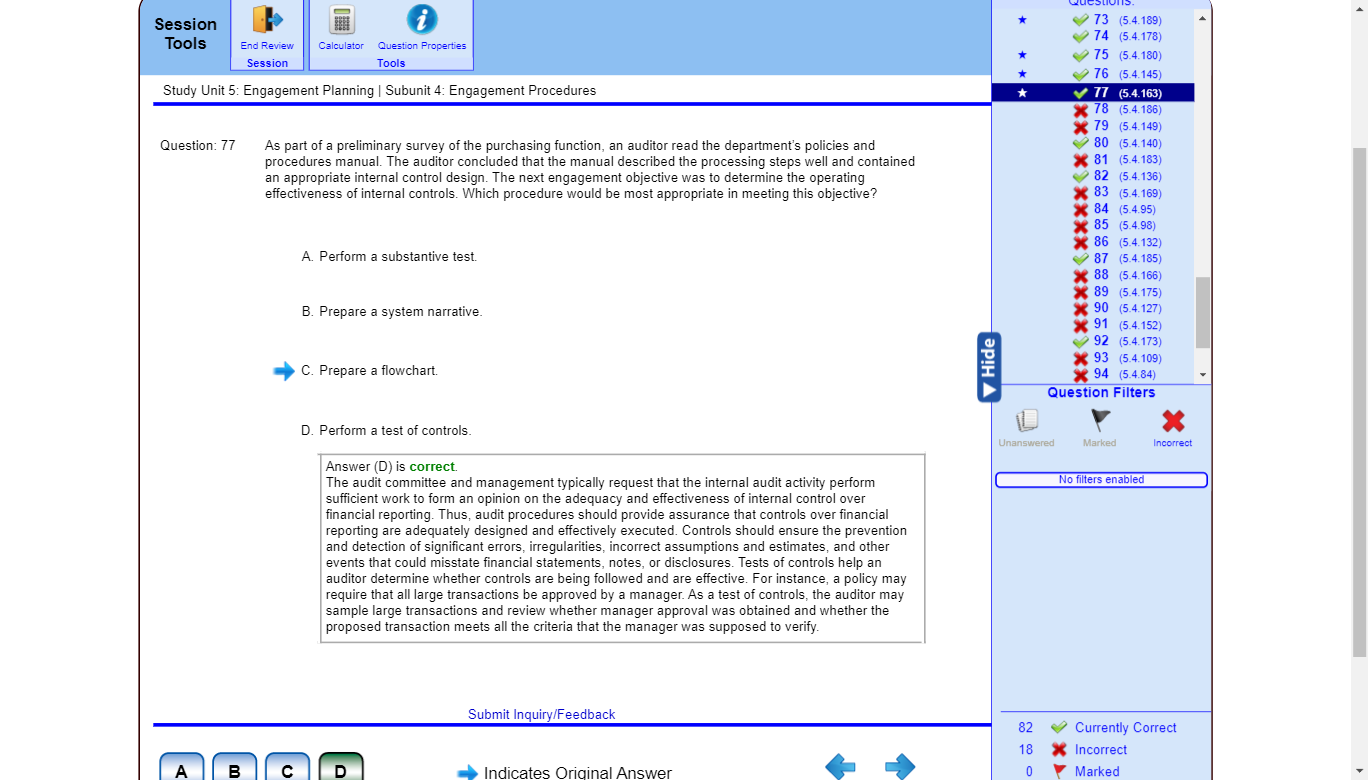 Session
Tools
End Review
Session
Calculator
Question Properties
Tools
Study Unit 5: Engagement Planning | Subunit 4: Engagement Procedures
Question: 77
As part of a preliminary survey of the purchasing function, an auditor read the department's policies and
procedures manual. The auditor concluded that the manual described the processing steps well and contained
an appropriate internal control design. The next engagement objective was to determine the operating
effectiveness of internal controls. Which procedure would be most appropriate in meeting this objective?
A. Perform a substantive test.
B. Prepare a system narrative.
C. Prepare a flowchart.
D. Perform a test of controls.
Answer (D) is correct.
The audit committee and management typically request that the internal audit activity perform
sufficient work to form an opinion on the adequacy and effectiveness of internal control over
financial reporting. Thus, audit procedures should provide assurance that controls over financial
reporting are adequately designed and effectively executed. Controls should ensure the prevention
and detection of significant errors, irregularities, incorrect assumptions and estimates, and other
events that could misstate financial statements, notes, or disclosures. Tests of controls help an
auditor determine whether controls are being followed and are effective. For instance, a policy may
require that all large transactions be approved by a manager. As a test of controls, the auditor may
sample large transactions and review whether manager approval was obtained and whether the
proposed transaction meets all the criteria that the manager was supposed to verify.
Submit Inquiry/Feedback
A
B
C
D
Indicates Original Answer
Questions:
73 (5.4.189)
74 (5.4.178)
75 (5.4.180)
76 (5.4.145)
77 (5.4.163)
78 (5.4.186)
79 (5.4.149)
80 (5.4.140)
81 (5.4.183)
82 (5.4.136)
83 (5.4.169)
84 (5.4.95)
85 (5.4.98)
86 (5.4.132)
87 (5.4.185)
88 (5.4.166)
89 (5.4.175)
90 (5.4.127)
91 (5.4.152)
92 (5.4.173)
93 (5.4.109)
94 (5.4.84)
Hide
Question Filters
Unanswered
Marked
Incorrect
No filters enabled
82 Currently Correct
18 Incorrect
0 Marked